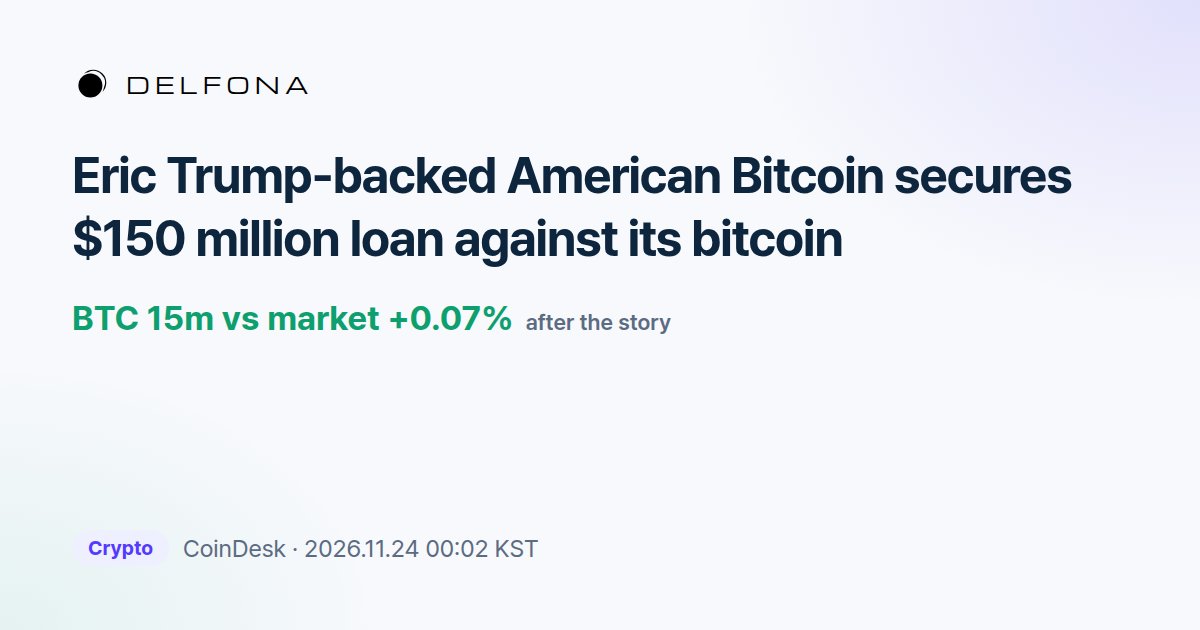 DELFONA
Eric Trump-backed American Bitcoin secures
$150 million loan against its bitcoin
BTC 15m vs market +0.07% after the story
Crypto CoinDesk · 2026.11.24 00:02 KST